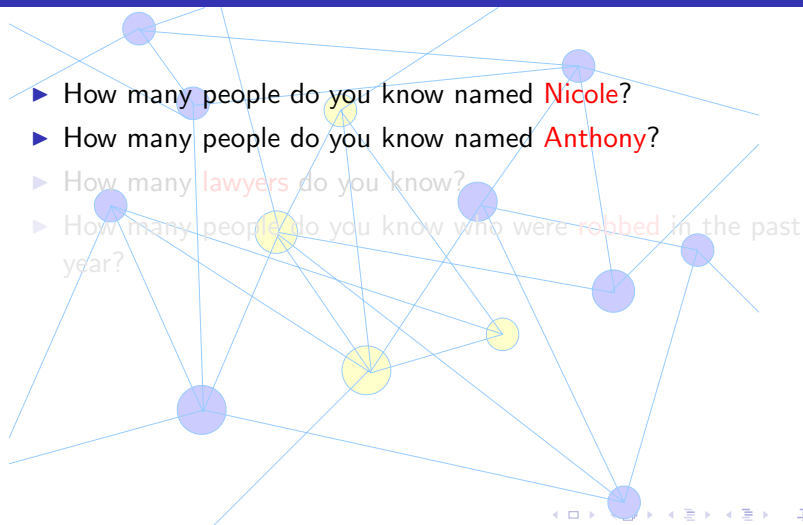 How many people do you know named Nicole?
How many people do you know named Anthony?
How many lawyers do you know?
How many people do you know who were robbed in the past
year?